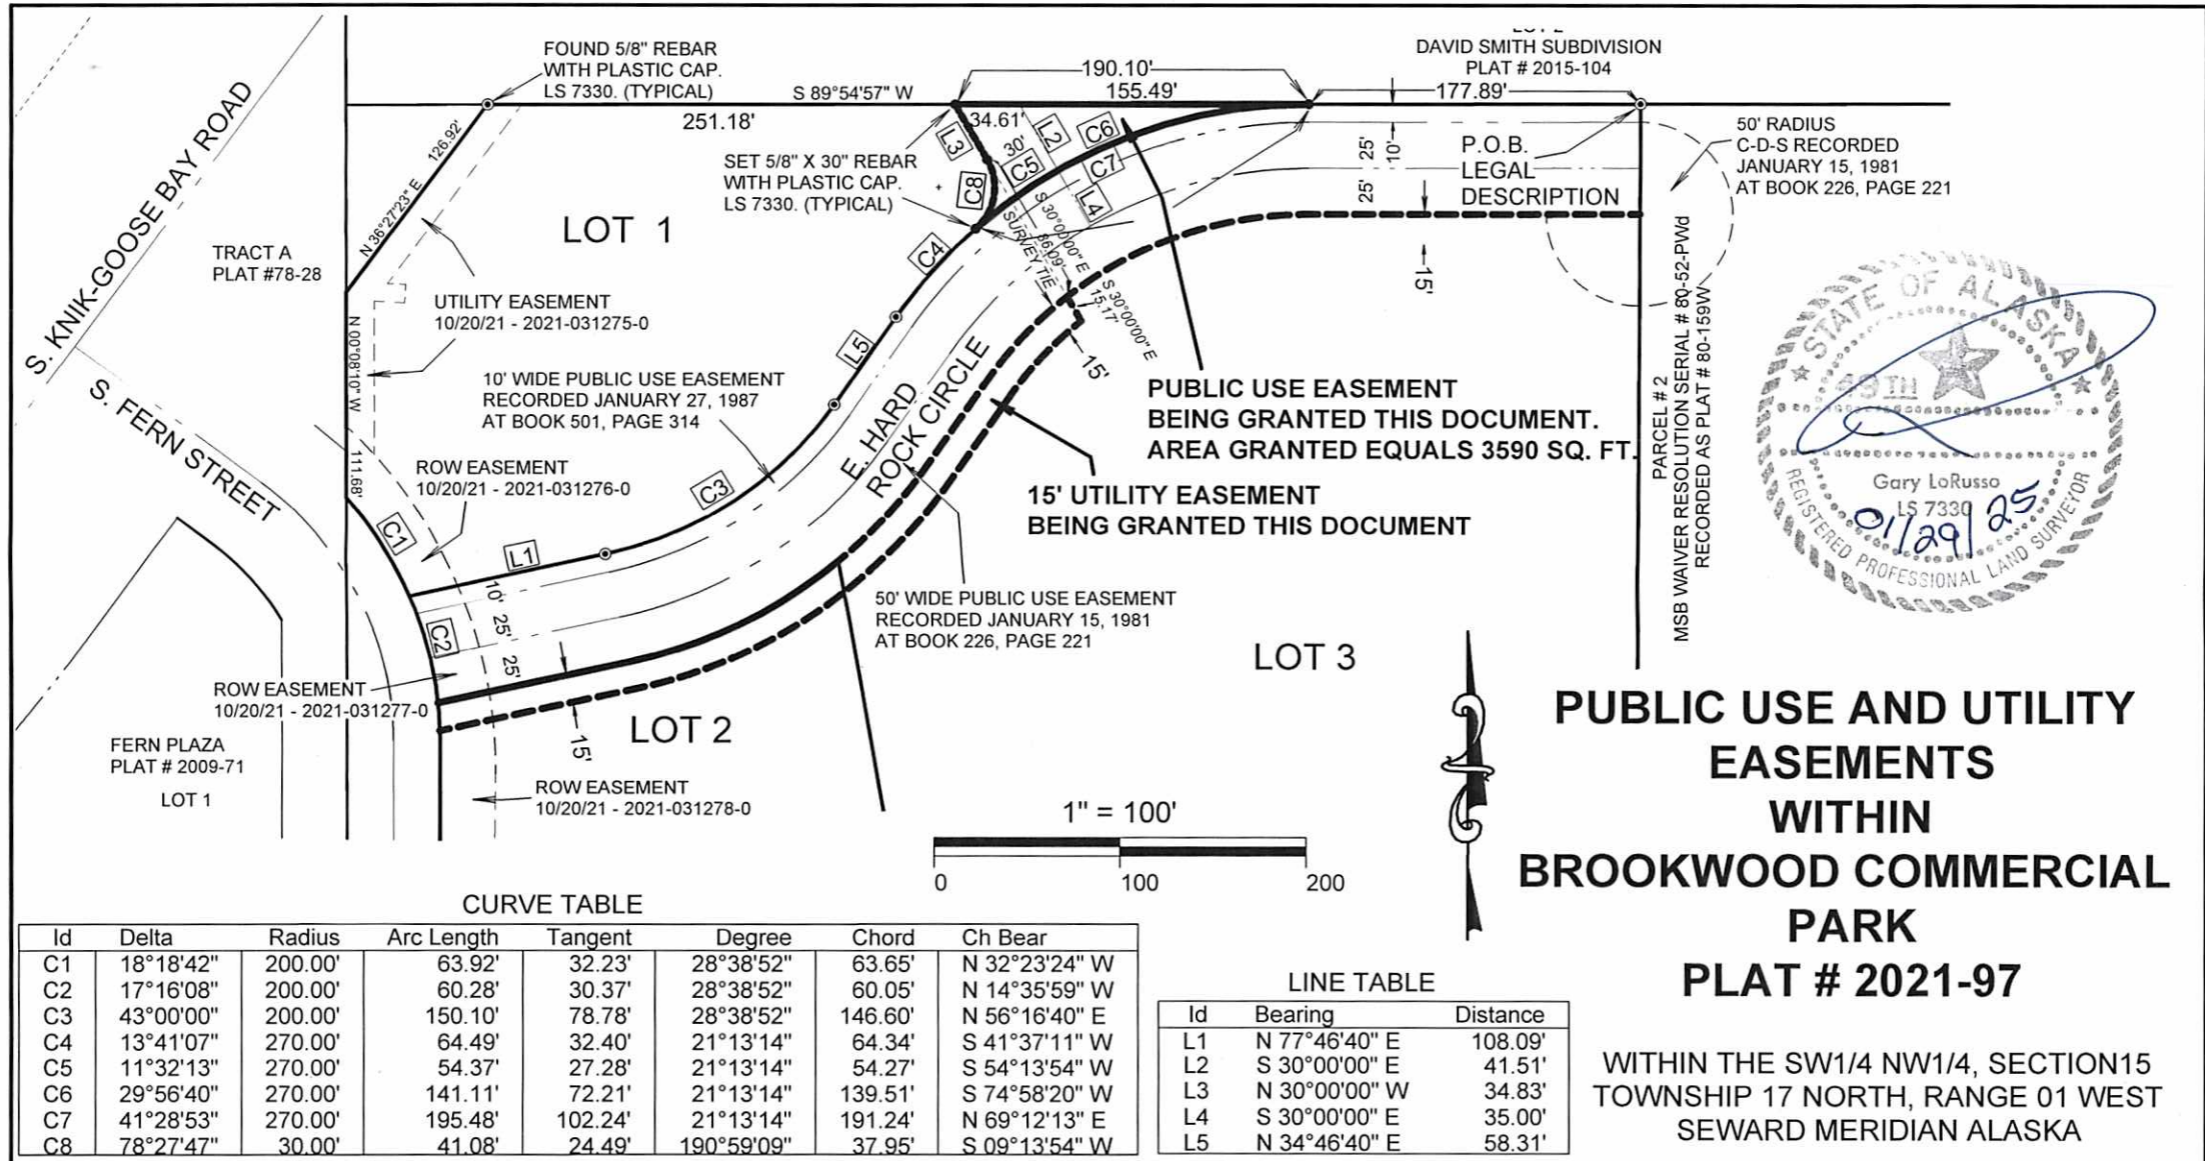 FOUND 5/8" REBAR
WITH PLASTIC CAP.
LS 7330. (TYPICAL)
S 89°54'57" W
251.18'
190.10'
155.49'
34.61'
DAVID SMITH SUBDIVISION
PLAT # 2015-104
177.89'
50' RADIUS
C-D-S RECORDED
JANUARY 15, 1981
AT BOOK 226, PAGE 221
P.O.B.
LEGAL
DESCRIPTION
25'
10'
25'
15'
S. KNIK-GOOSE BAY ROAD
126.92'
N 36°27'23" E
TRACT A
PLAT #78-28
SET 5/8" X 30" REBAR
WITH PLASTIC CAP.
LS 7330. (TYPICAL)
LOT 1
L3
30'
L2
C6
C5
C7
C8
L4
C4
S 30°00'00" E
86.09'
SURVEY TIE
S 30°00'00" E
15.17'
15'
UTILITY EASEMENT
10/20/21 - 2021-031275-0
N 00°08'10" W
111.68'
L5
10' WIDE PUBLIC USE EASEMENT
RECORDED JANUARY 27, 1987
AT BOOK 501, PAGE 314
S. FERN STREET
ROW EASEMENT
10/20/21 - 2021-031276-0
C3
C1
L1
C2
10'
25'
25'
E. HARD
ROCK CIRCLE
PUBLIC USE EASEMENT
BEING GRANTED THIS DOCUMENT.
AREA GRANTED EQUALS 3590 SQ. FT.
15' UTILITY EASEMENT
BEING GRANTED THIS DOCUMENT
PARCEL # 2
MSB WAIVER RESOLUTION SERIAL # 80-52-PWd
RECORDED AS PLAT # 80-159W
STATE OF ALASKA
49TH
Gary LoRusso
LS 7330
01/29/25
REGISTERED PROFESSIONAL LAND SURVEYOR
50' WIDE PUBLIC USE EASEMENT
RECORDED JANUARY 15, 1981
AT BOOK 226, PAGE 221
LOT 3
LOT 2
15'
ROW EASEMENT
10/20/21 - 2021-031277-0
FERN PLAZA
PLAT # 2009-71
LOT 1
ROW EASEMENT
10/20/21 - 2021-031278-0
1" = 100'
0 100 200
PUBLIC USE AND UTILITY
EASEMENTS
WITHIN
BROOKWOOD COMMERCIAL
PARK
PLAT # 2021-97
WITHIN THE SW1/4 NW1/4, SECTION15
TOWNSHIP 17 NORTH, RANGE 01 WEST
SEWARD MERIDIAN ALASKA
CURVE TABLE
Id Delta Radius Arc Length Tangent Degree Chord Ch Bear
C1 18°18'42" 200.00' 63.92' 32.23' 28°38'52" 63.65' N 32°23'24" W
C2 17°16'08" 200.00' 60.28' 30.37' 28°38'52" 60.05' N 14°35'59" W
C3 43°00'00" 200.00' 150.10' 78.78' 28°38'52" 146.60' N 56°16'40" E
C4 13°41'07" 270.00' 64.49' 32.40' 21°13'14" 64.34' S 41°37'11" W
C5 11°32'13" 270.00' 54.37' 27.28' 21°13'14" 54.27' S 54°13'54" W
C6 29°56'40" 270.00' 141.11' 72.21' 21°13'14" 139.51' S 74°58'20" W
C7 41°28'53" 270.00' 195.48' 102.24' 21°13'14" 191.24' N 69°12'13" E
C8 78°27'47" 30.00' 41.08' 24.49' 190°59'09" 37.95' S 09°13'54" W
LINE TABLE
Id Bearing Distance
L1 N 77°46'40" E 108.09'
L2 S 30°00'00" E 41.51'
L3 N 30°00'00" W 34.83'
L4 S 30°00'00" E 35.00'
L5 N 34°46'40" E 58.31'